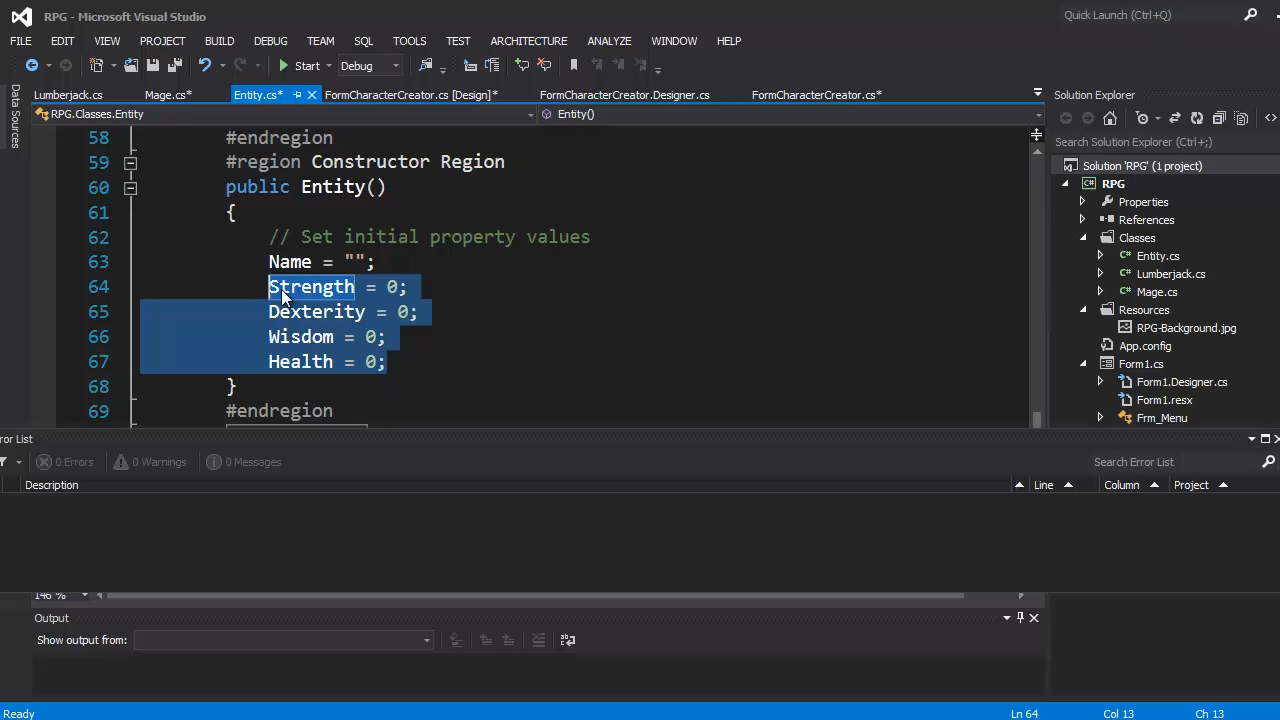 RPG - Microsoft Visual Studio
Quick Launch (Ctrl+Q)
FILE EDIT VIEW PROJECT BUILD DEBUG TEAM SQL TOOLS TEST ARCHITECTURE ANALYZE WINDOW HELP
Start Debug
Data Sources
Lumberjack.cs Mage.cs* Entity.cs* FormCharacterCreator.cs [Design]* FormCharacterCreator.Designer.cs FormCharacterCreator.cs*
RPG.Classes.Entity Entity()
58 #endregion
59 #region Constructor Region
60 public Entity()
61 {
62 // Set initial property values
63 Name = "";
64 Strength = 0;
65 Dexterity = 0;
66 Wisdom = 0;
67 Health = 0;
68 }
69 #endregion
Solution Explorer
Search Solution Explorer (Ctrl+;)
Solution 'RPG' (1 project)
RPG
Properties
References
Classes
Entity.cs
Lumberjack.cs
Mage.cs
Resources
RPG-Background.jpg
App.config
Form1.cs
Form1.Designer.cs
Form1.resx
Frm_Menu
ror List
0 Errors 0 Warnings 0 Messages
Search Error List
Description Line Column Project
146 %
Output
Show output from:
Ready Ln 64 Col 13 Ch 13